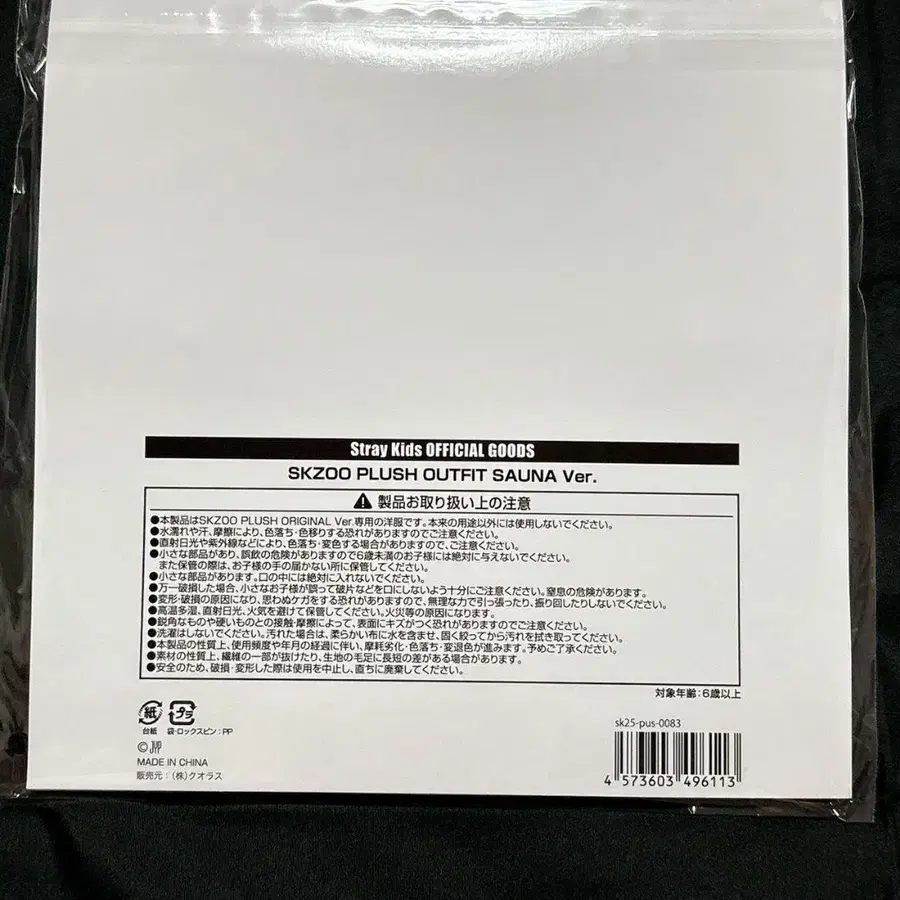 Stray Kids OFFICIAL GOODS
SKZOO PLUSH OUTFIT SAUNA Ver.
製品お取り扱い上の注意
●本製品はSKZOO PLUSH ORIGINAL Ver.専用の洋服です。本来の用途以外には使用しないでください。
●水濡れや汗、摩擦により、色落ち・色移りする恐れがありますのでご注意ください。
●直射日光や紫外線などにより、色落ち・変色する場合がありますので、ご注意ください。
●小さな部品があり、誤飲の危険がありますので6歳未満のお子様には絶対に与えないでください。
また保管の際は、お子様の手の届かない所に保管してください。
●小さな部品があります。口の中には絶対に入れないでください。
●万一破損した場合、小さなお子様が誤って破片などを口にしないよう十分にご注意ください。窒息の危険があります。
●変形・破損の原因になり、思わぬケガをする恐れがありますので、無理な力で引っ張ったり、振り回したりしないでください。
●高温多湿、直射日光、火気を避けて保管してください。火災等の原因になります。
●鋭角なものや硬いものとの接触・摩擦によって、表面にキズがつく恐れがありますのでご注意ください。
●洗濯はしないでください。汚れた場合は、柔らかい布に水を含ませ、固く絞ってから汚れを拭き取ってください。
●本製品の性質上、使用頻度や年月の経過に伴い、摩耗劣化・色落ち・変退色が進みます。予めご了承ください。
●素材の性質上、繊維の一部が抜けたり、生地の毛足に長短の差がある場合があります。
●安全のため、破損・変形した際は使用を中止し、直ちに廃棄してください。
対象年齢:6歳以上
紙 プラ
台紙 袋・ロックスピン:PP
©JYP
MADE IN CHINA
販売元:(株)クオラス
sk25-pus-0083
4 573603 496113